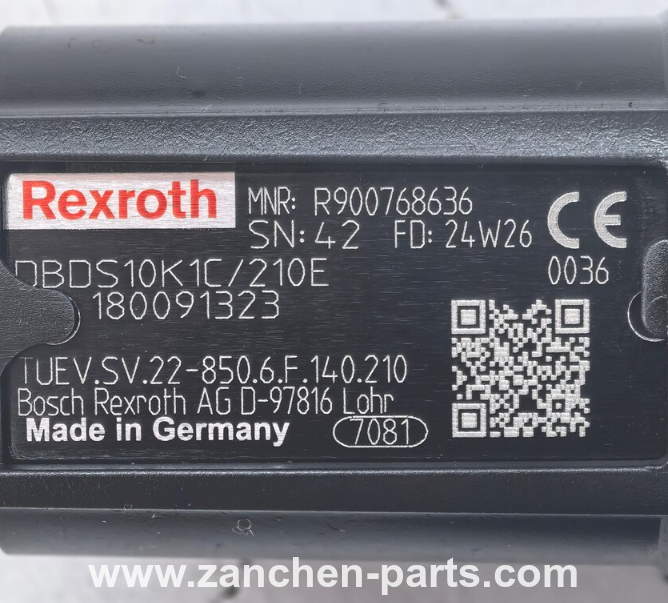 Rexroth MNR: R900768636
SN: 42 FD: 24W26
CE
0036
DBDS10K1C/210E
180091323
TUEV.SV.22-850.6.F.140.210
Bosch Rexroth AG D-97816 Lohr
Made in Germany 7081
www.zanchen-parts.com